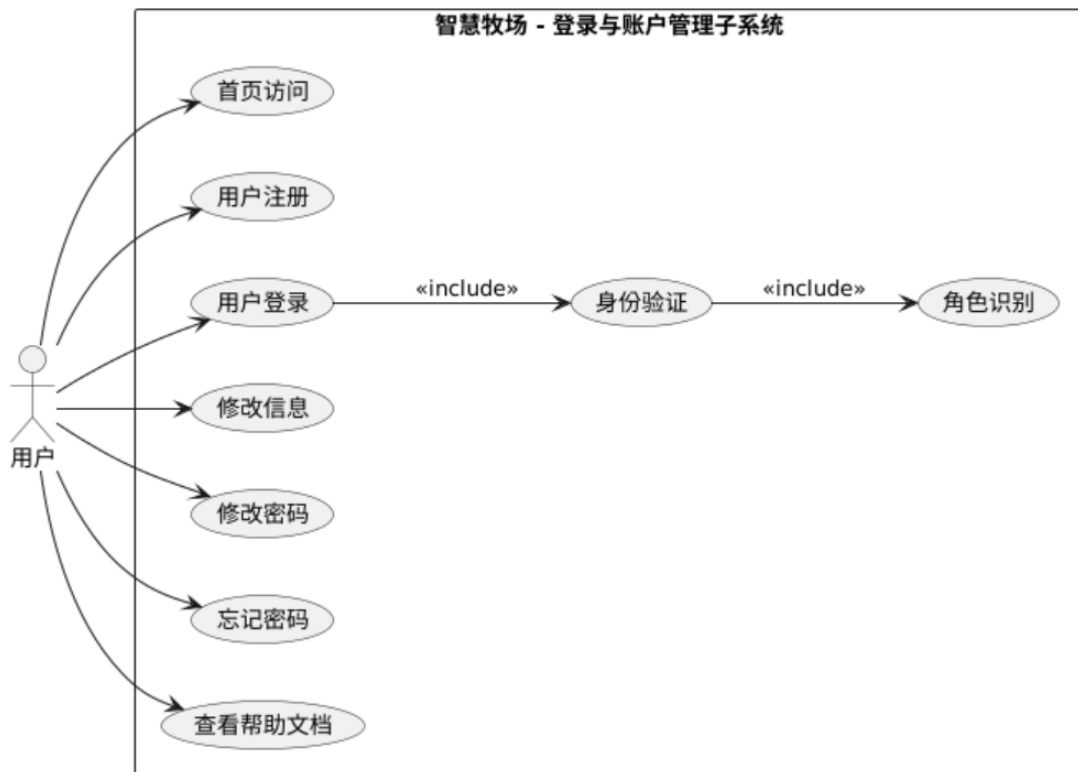 智慧牧场 - 登录与账户管理子系统
首页访问
用户注册
用户登录
«include»
身份验证
«include»
角色识别
修改信息
用户
修改密码
忘记密码
查看帮助文档